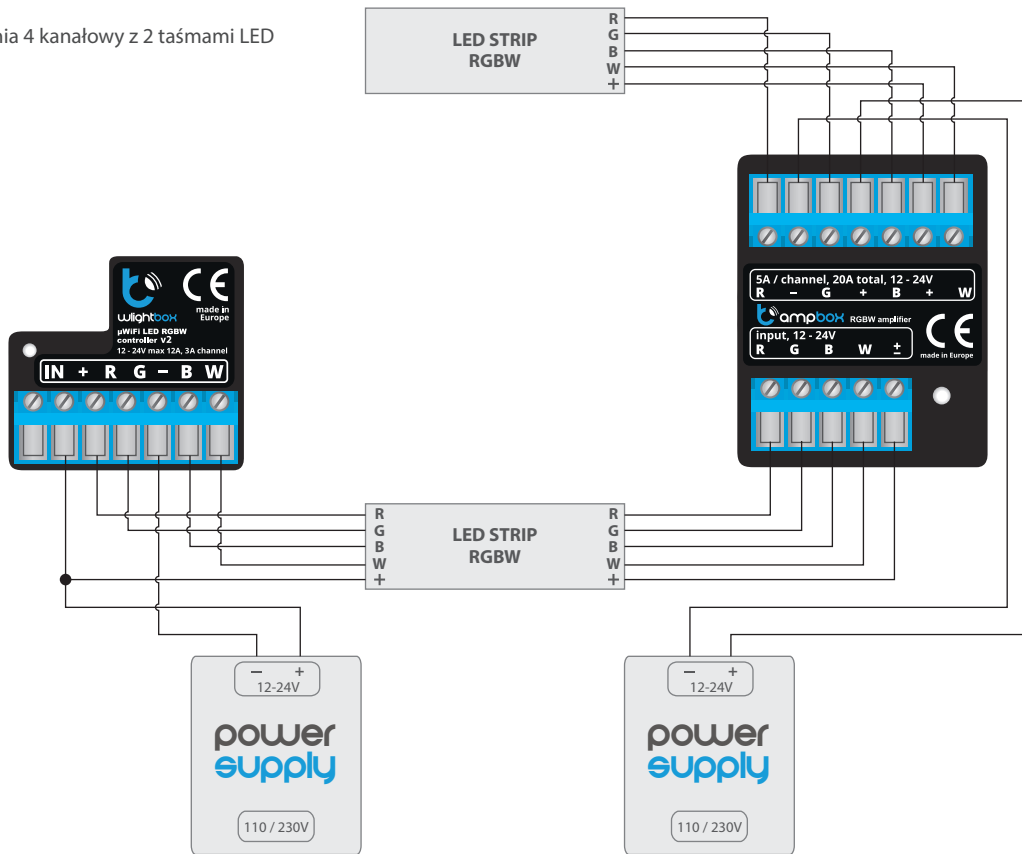 nia 4 kanałowy z 2 taśmami LED
LED STRIP
RGBW
R
G
B
W
+
5A / channel, 20A total, 12 - 24V
R − G + B + W
ampbox RGBW amplifier
input, 12 - 24V
R G B W ±
CE
made in Europe
wlightbox
CE
made in
Europe
µWiFi LED RGBW
controller v2
12 - 24V max 12A, 3A channel
IN + R G − B W
R
G
B
W
+
LED STRIP
RGBW
R
G
B
W
+
− +
12-24V
power
supply
110 / 230V
− +
12-24V
power
supply
110 / 230V